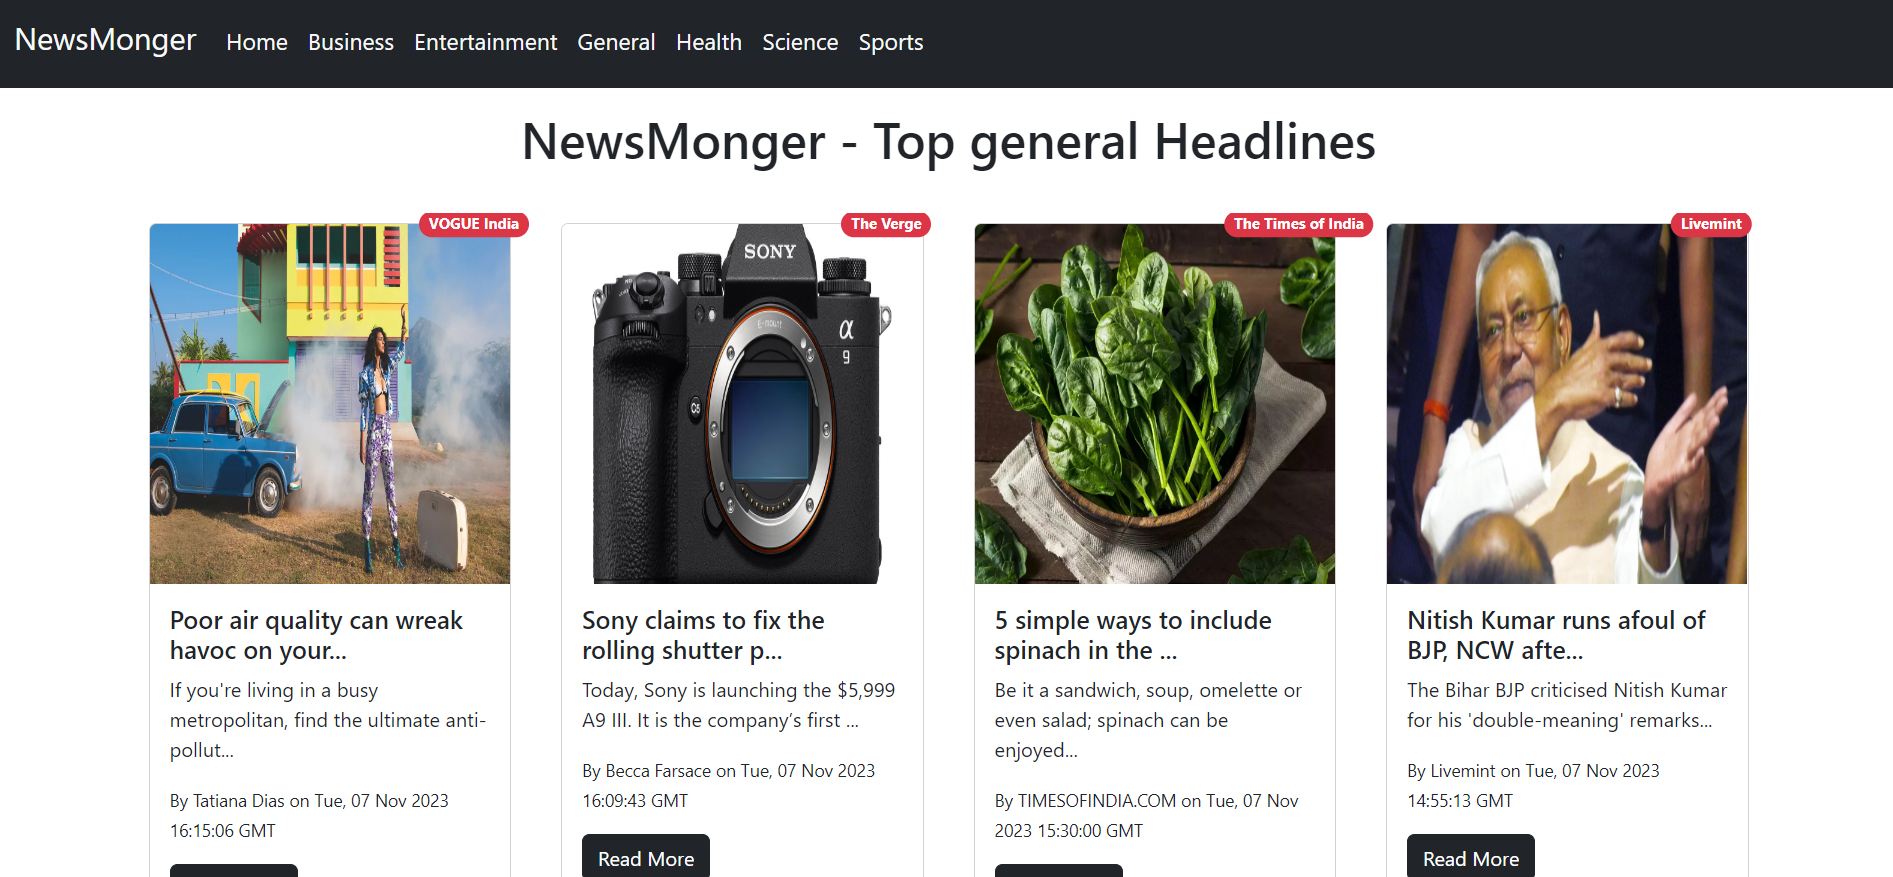 NewsMonger Home Business Entertainment General Health Science Sports
NewsMonger - Top general Headlines
VOGUE India
Poor air quality can wreak
havoc on your...
If you're living in a busy
metropolitan, find the ultimate anti-
pollut...
By Tatiana Dias on Tue, 07 Nov 2023
16:15:06 GMT
The Verge
SONY
E-mount
α
9
C5
Sony claims to fix the
rolling shutter p...
Today, Sony is launching the $5,999
A9 III. It is the company’s first ...
By Becca Farsace on Tue, 07 Nov 2023
16:09:43 GMT
Read More
The Times of India
5 simple ways to include
spinach in the ...
Be it a sandwich, soup, omelette or
even salad; spinach can be
enjoyed...
By TIMESOFINDIA.COM on Tue, 07 Nov
2023 15:30:00 GMT
Livemint
Nitish Kumar runs afoul of
BJP, NCW afte...
The Bihar BJP criticised Nitish Kumar
for his 'double-meaning' remarks...
By Livemint on Tue, 07 Nov 2023
14:55:13 GMT
Read More